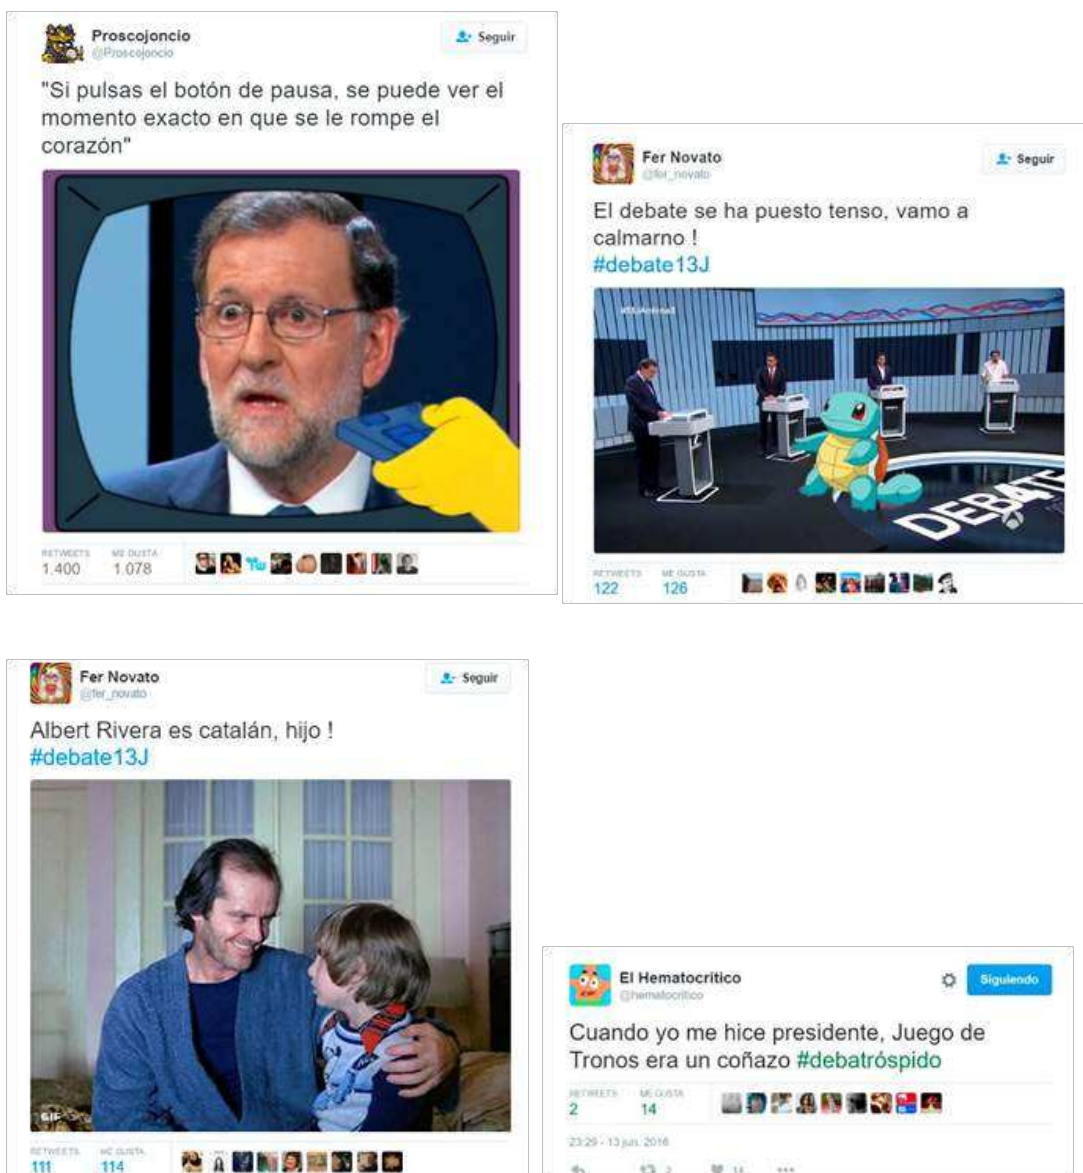 Proscojoncio
@Proscojoncio
Seguir
"Si pulsas el botón de pausa, se puede ver el
momento exacto en que se le rompe el
corazón"
RETWEETS
ME GUSTA
1.400
1.078
Fer Novato
@fer_novato
Seguir
El debate se ha puesto tenso, vamo a
calmarno !
#debate13J
DEBATE
RETWEETS
ME GUSTA
122
126
Fer Novato
@fer_novato
Seguir
Albert Rivera es catalán, hijo !
#debate13J
GIF
RETWEETS
ME GUSTA
111
114
El Hematocritico
@hematocritico
Siguiendo
Cuando yo me hice presidente, Juego de
Tronos era un coñazo #debatróspido
RETWEETS
ME GUSTA
2
14
23:29 - 13 jun. 2016
2
14